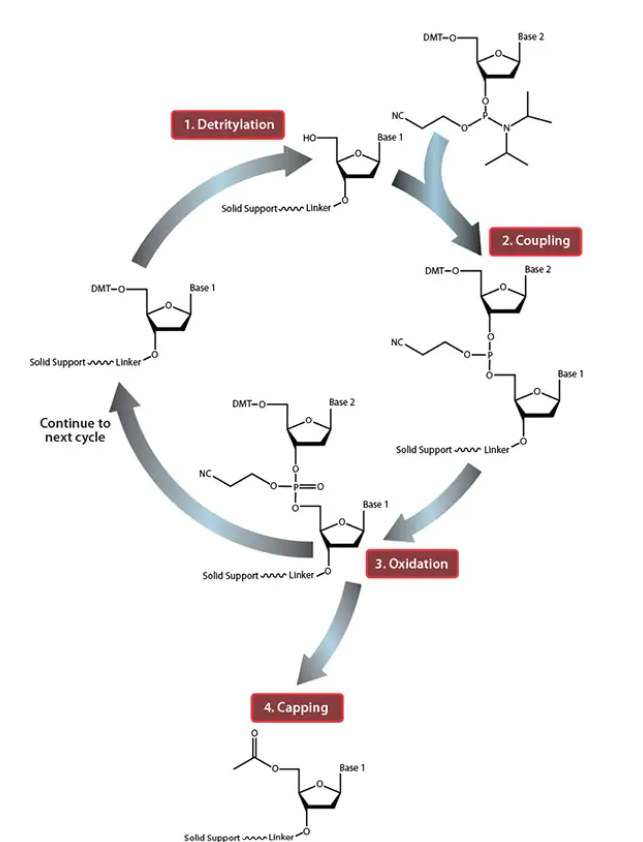 DMT–O
Base 2
O
O
NC
O
P
N
1. Detritylation
HO
O
Base 1
O
Solid Support
Linker
2. Coupling
DMT–O
Base 2
O
O
NC
O
P
O
Base 1
O
O
Solid Support
Linker
DMT–O
Base 1
O
O
Solid Support
Linker
Continue to
next cycle
DMT–O
Base 2
O
O
NC
O
P
O
O
Base 1
O
O
Solid Support
Linker
3. Oxidation
4. Capping
O
O
Base 1
O
O
Solid Support
Linker